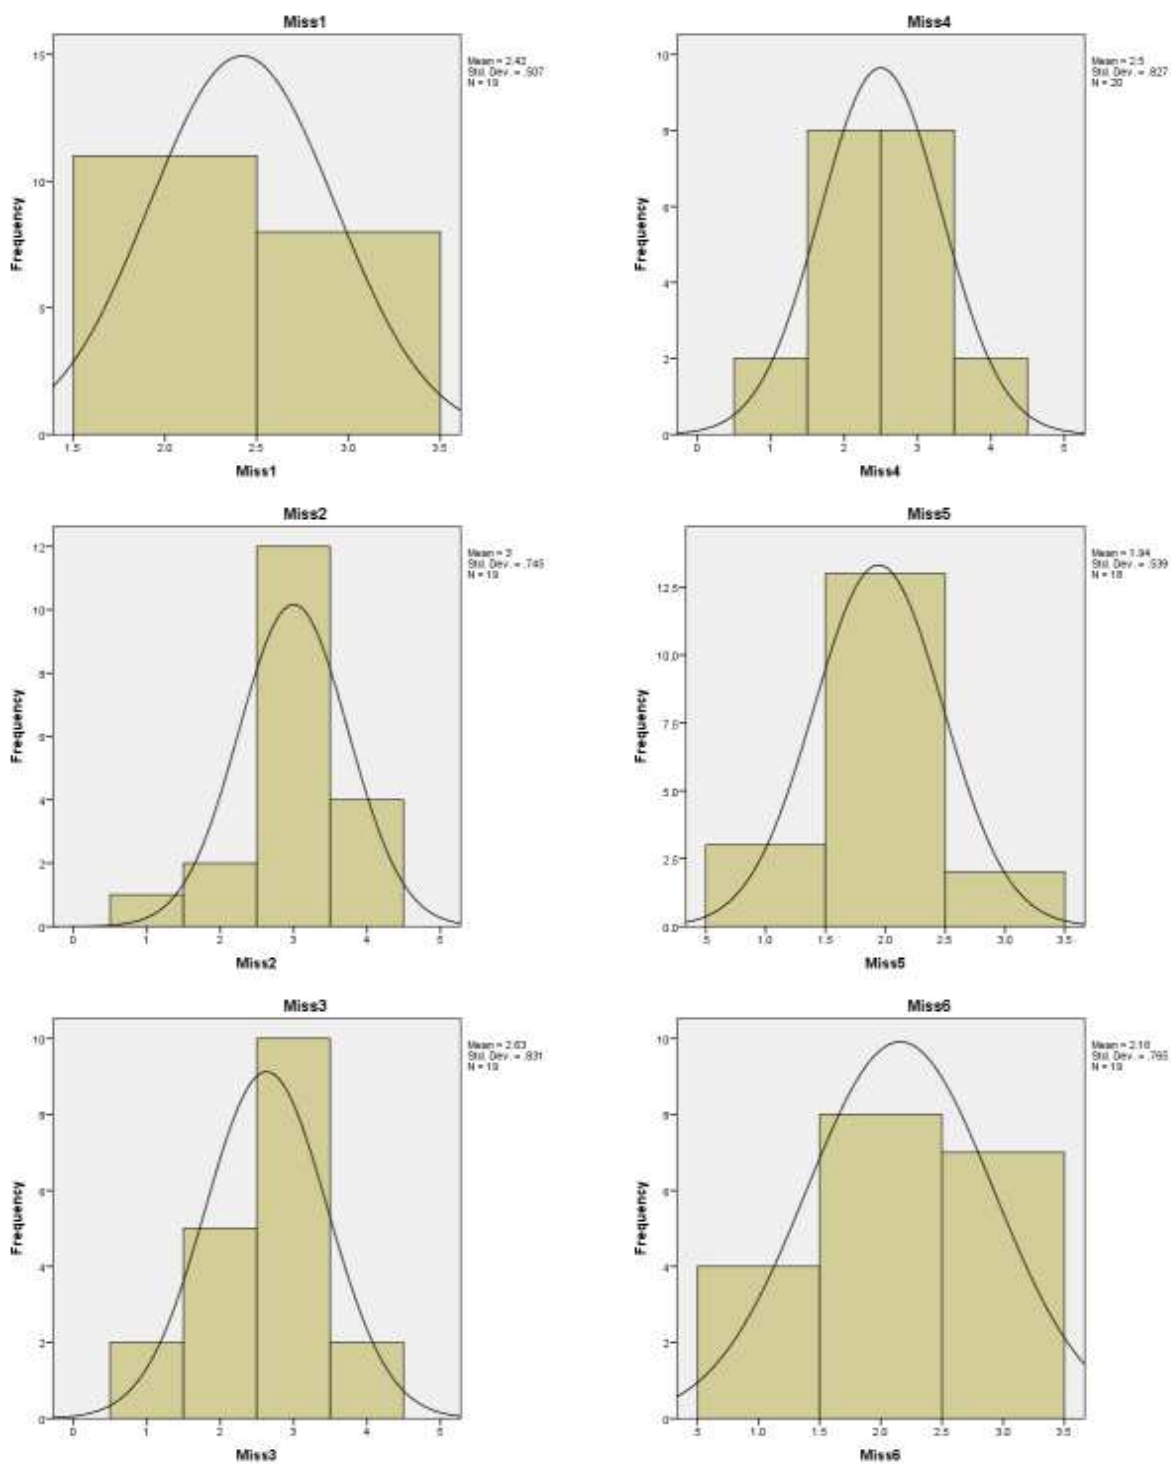 Miss1
Mean = 2.42
Std. Dev. = .507
N = 19
15
10
5
0
Frequency
1.5 2.0 2.5 3.0 3.5
Miss1
Miss4
Mean = 2.5
Std. Dev. = .827
N = 20
10
8
6
4
2
0
Frequency
0 1 2 3 4 5
Miss4
Miss2
Mean = 3
Std. Dev. = .745
N = 19
12
10
8
6
4
2
0
Frequency
0 1 2 3 4 5
Miss2
Miss5
Mean = 1.94
Std. Dev. = .539
N = 18
12.5
10.0
7.5
5.0
2.5
0.0
Frequency
.5 1.0 1.5 2.0 2.5 3.0 3.5
Miss5
Miss3
Mean = 2.63
Std. Dev. = .831
N = 19
10
8
6
4
2
0
Frequency
0 1 2 3 4 5
Miss3
Miss6
Mean = 2.16
Std. Dev. = .765
N = 19
10
8
6
4
2
0
Frequency
.5 1.0 1.5 2.0 2.5 3.0 3.5
Miss6